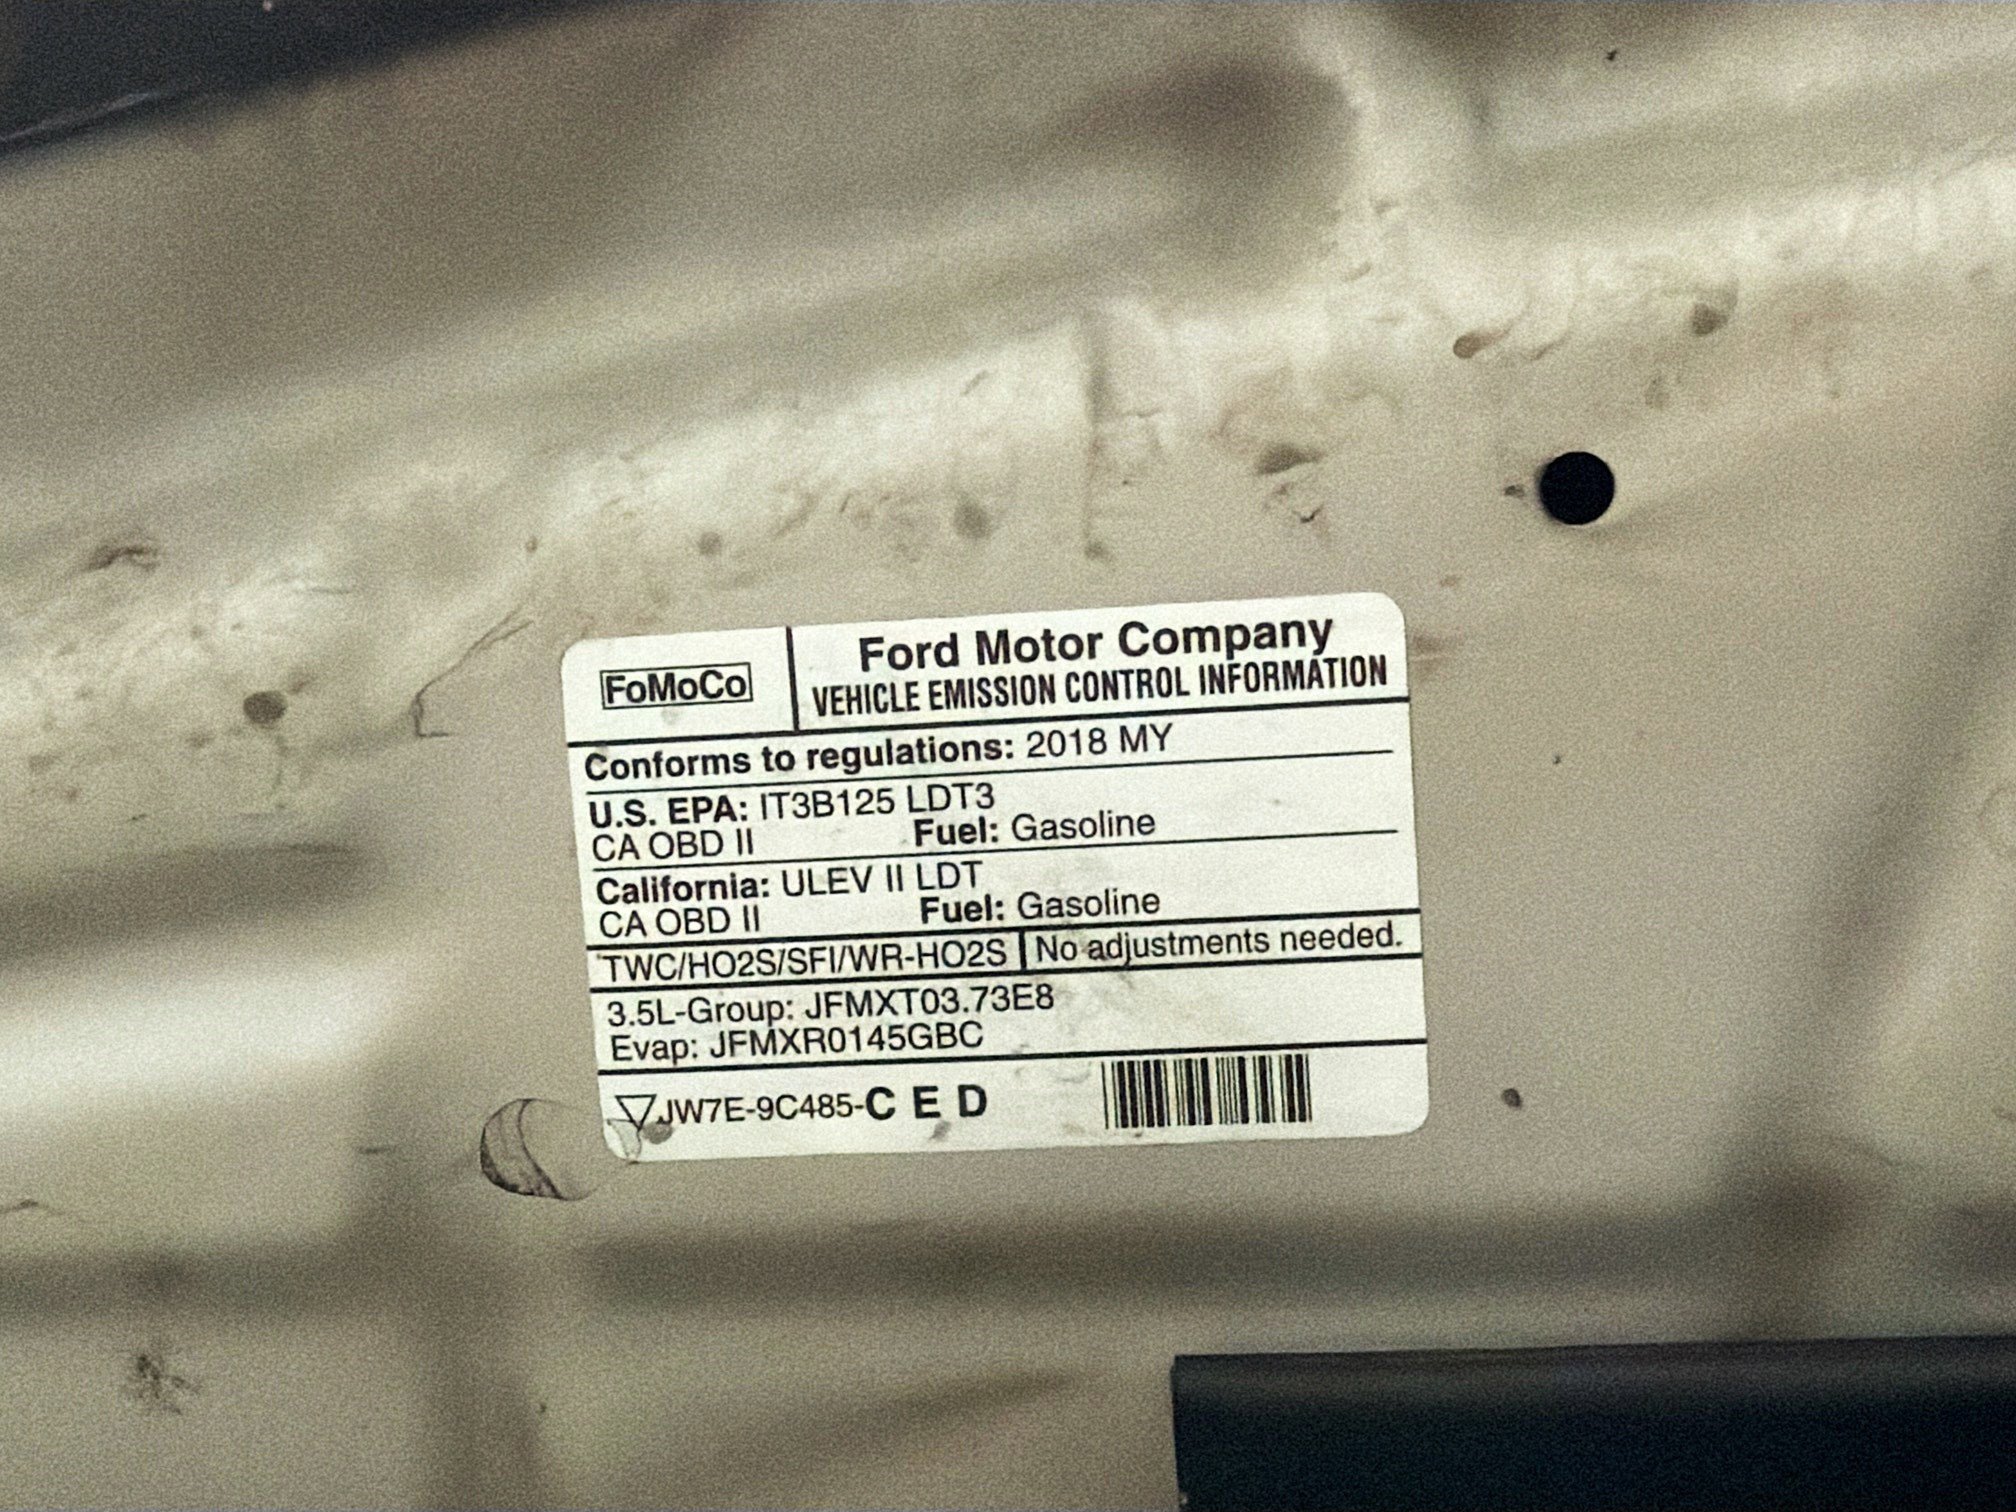 FoMoCo
Ford Motor Company
VEHICLE EMISSION CONTROL INFORMATION
Conforms to regulations: 2018 MY
U.S. EPA: IT3B125 LDT3
CA OBD II Fuel: Gasoline
California: ULEV II LDT
CA OBD II Fuel: Gasoline
TWC/HO2S/SFI/WR-HO2S No adjustments needed.
3.5L-Group: JFMXT03.73E8
Evap: JFMXR0145GBC
JW7E-9C485-C E D